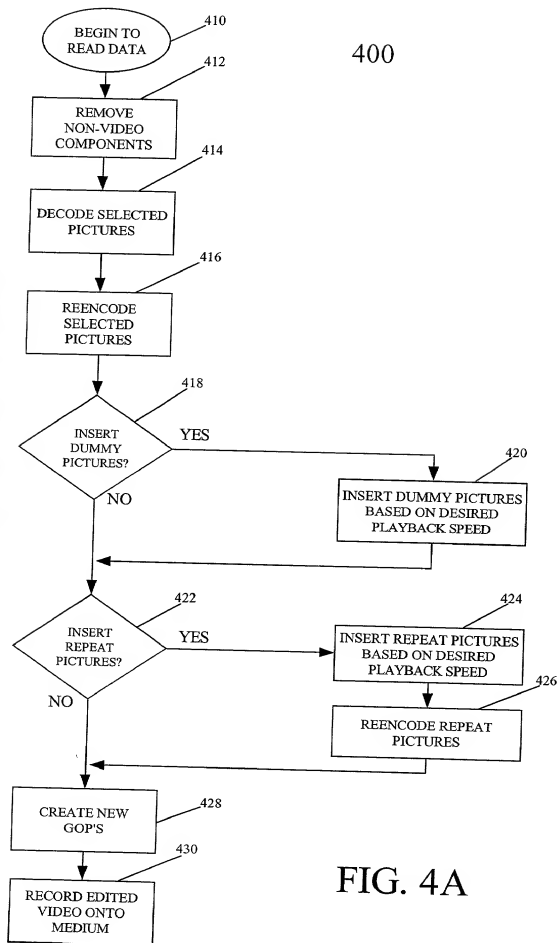 BEGIN TO
READ DATA
410
400
412
REMOVE
NON-VIDEO
COMPONENTS
414
DECODE SELECTED
PICTURES
416
REENCODE
SELECTED
PICTURES
418
INSERT
DUMMY
PICTURES?
YES
NO
420
INSERT DUMMY PICTURES
BASED ON DESIRED
PLAYBACK SPEED
422
INSERT
REPEAT
PICTURES?
YES
NO
424
INSERT REPEAT PICTURES
BASED ON DESIRED
PLAYBACK SPEED
426
REENCODE REPEAT
PICTURES
428
CREATE NEW
GOP'S
430
RECORD EDITED
VIDEO ONTO
MEDIUM
FIG. 4A